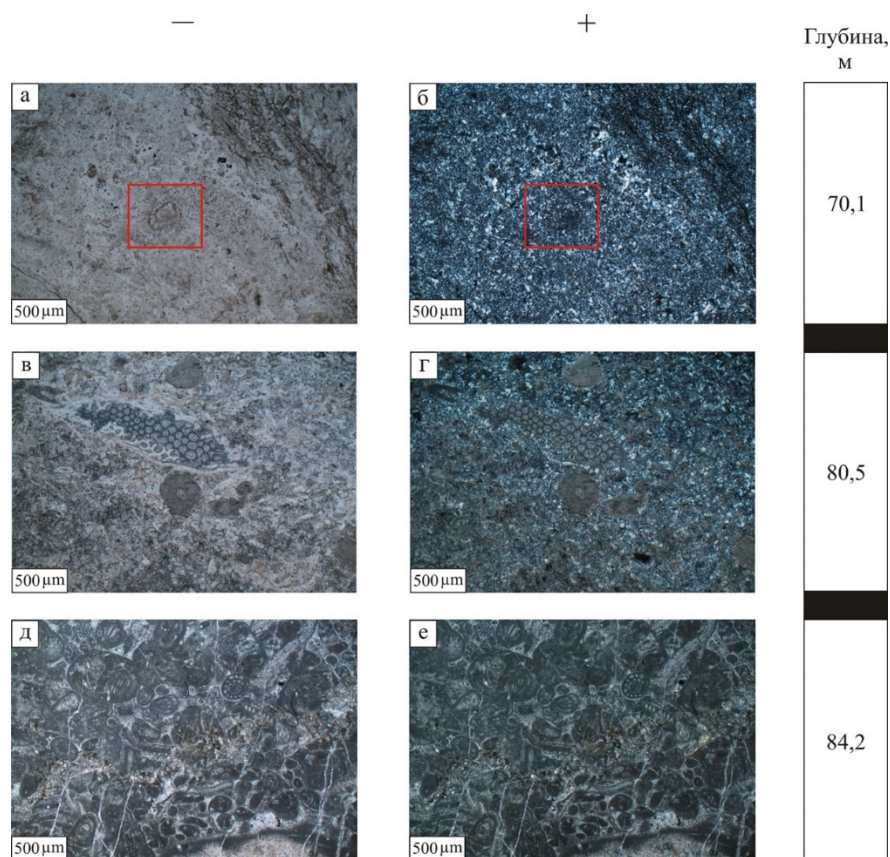 — +
Глубина,
м
а б
500 µm 500 µm
70,1
в г
500 µm 500 µm
80,5
д е
500 µm 500 µm
84,2